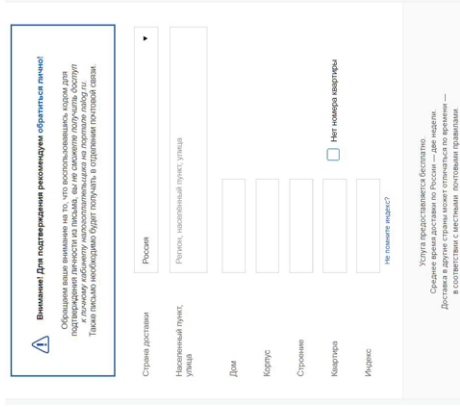 Внимание! Для подтверждения рекомендуем обратиться лично!
Обращаем ваше внимание на то, что воспользовавшись кодом для
подтверждения личности из письма, вы не сможете получить доступ
к личному кабинету налогоплательщика на портале nalog.ru.
Также письмо необходимо будет получать в отделении почтовой связи.
Страна доставки
Россия
Населенный пункт,
улица
Регион, населённый пункт, улица
Дом
Корпус
Строение
Квартира
Нет номера квартиры
Индекс
Не помните индекс?
Услуга предоставляется бесплатно.
Среднее время доставки по России — две недели.
Доставка в другие страны может отличаться по времени —
в соответствии с местными почтовыми правилами.